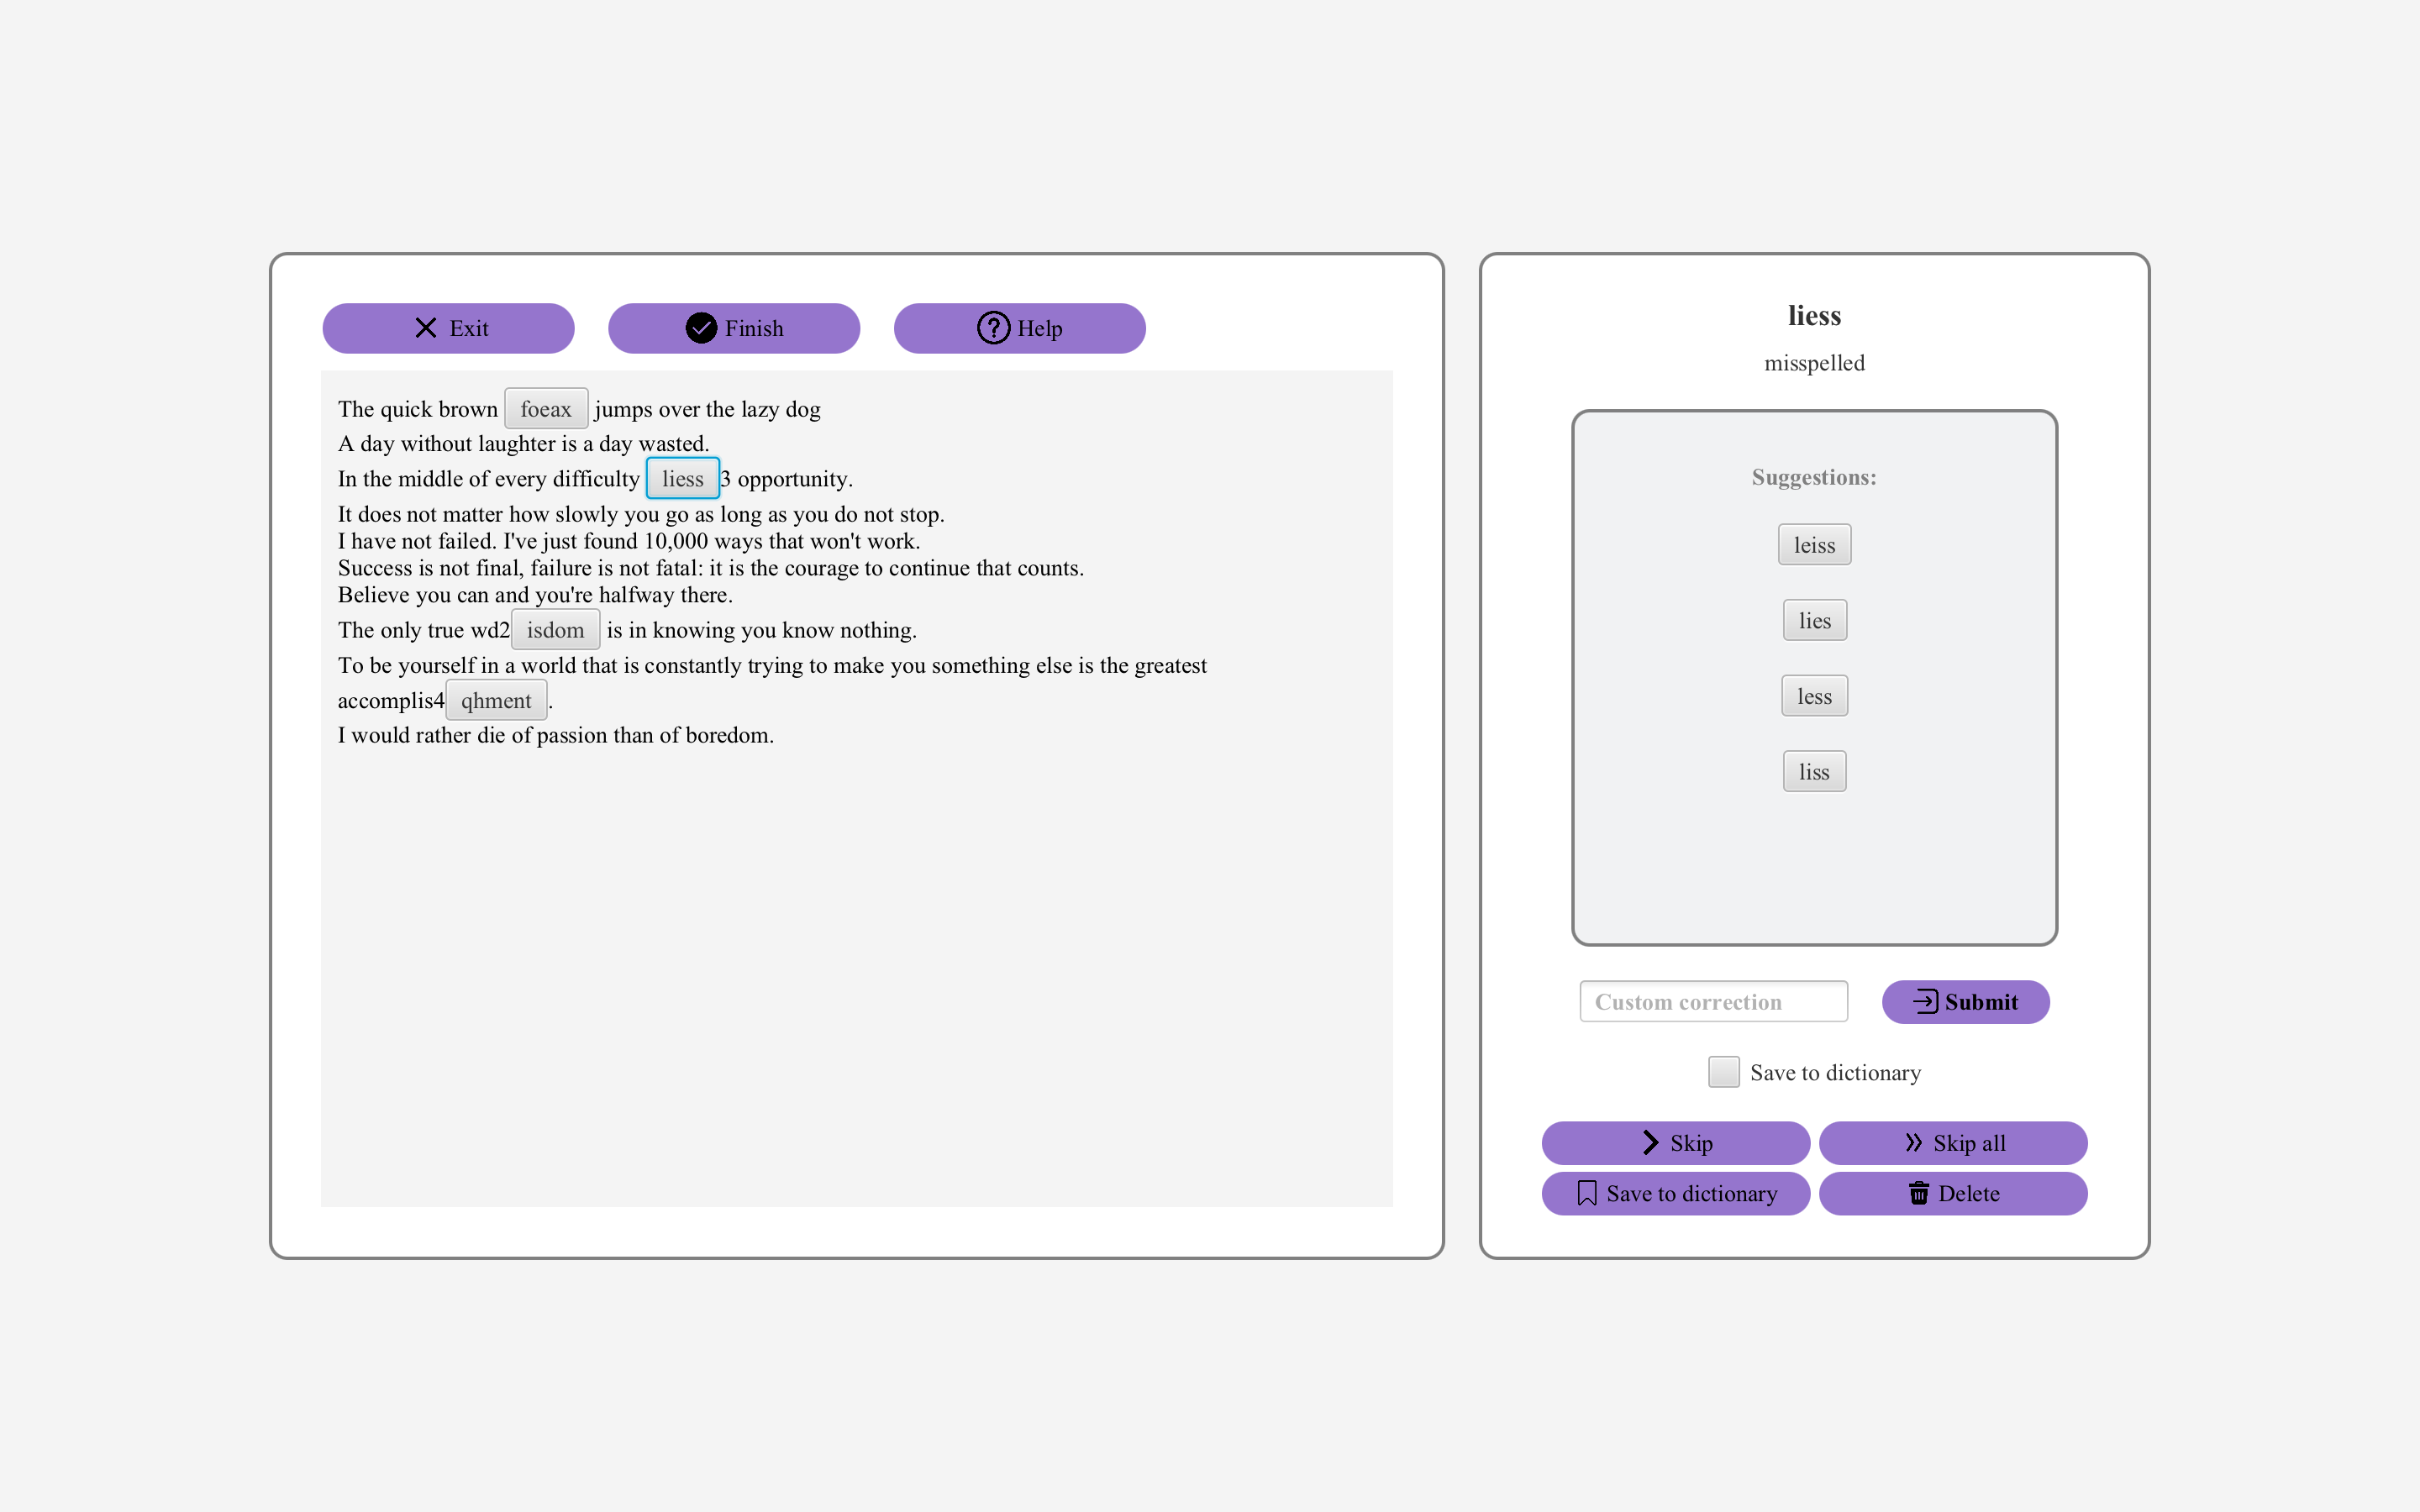 Exit Finish Help
The quick brown foeax jumps over the lazy dog
A day without laughter is a day wasted.
In the middle of every difficulty liess3 opportunity.
It does not matter how slowly you go as long as you do not stop.
I have not failed. I've just found 10,000 ways that won't work.
Success is not final, failure is not fatal: it is the courage to continue that counts.
Believe you can and you're halfway there.
The only true wd2isdom is in knowing you know nothing.
To be yourself in a world that is constantly trying to make you something else is the greatest
accomplis4qhment.
I would rather die of passion than of boredom.
liess
misspelled
Suggestions:
leiss
lies
less
liss
Custom correction Submit
Save to dictionary
Skip Skip all
Save to dictionary Delete